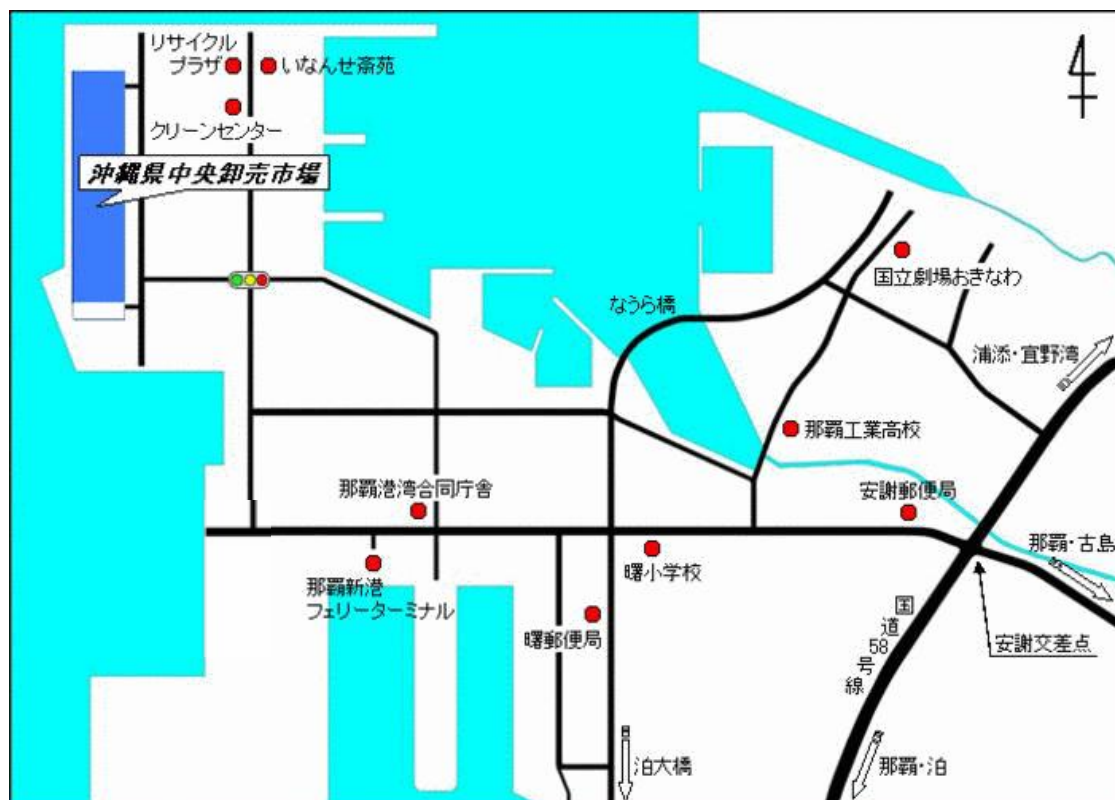 リサイクル
プラザ
いなんせ斎苑
クリーンセンター
沖縄県中央卸売市場
国立劇場おきなわ
なうら橋
浦添・宜野湾
那覇工業高校
那覇港湾合同庁舎
安謝郵便局
那覇・古島
那覇新港
フェリーターミナル
曙小学校
曙郵便局
国道58号線
安謝交差点
泊大橋
那覇・泊